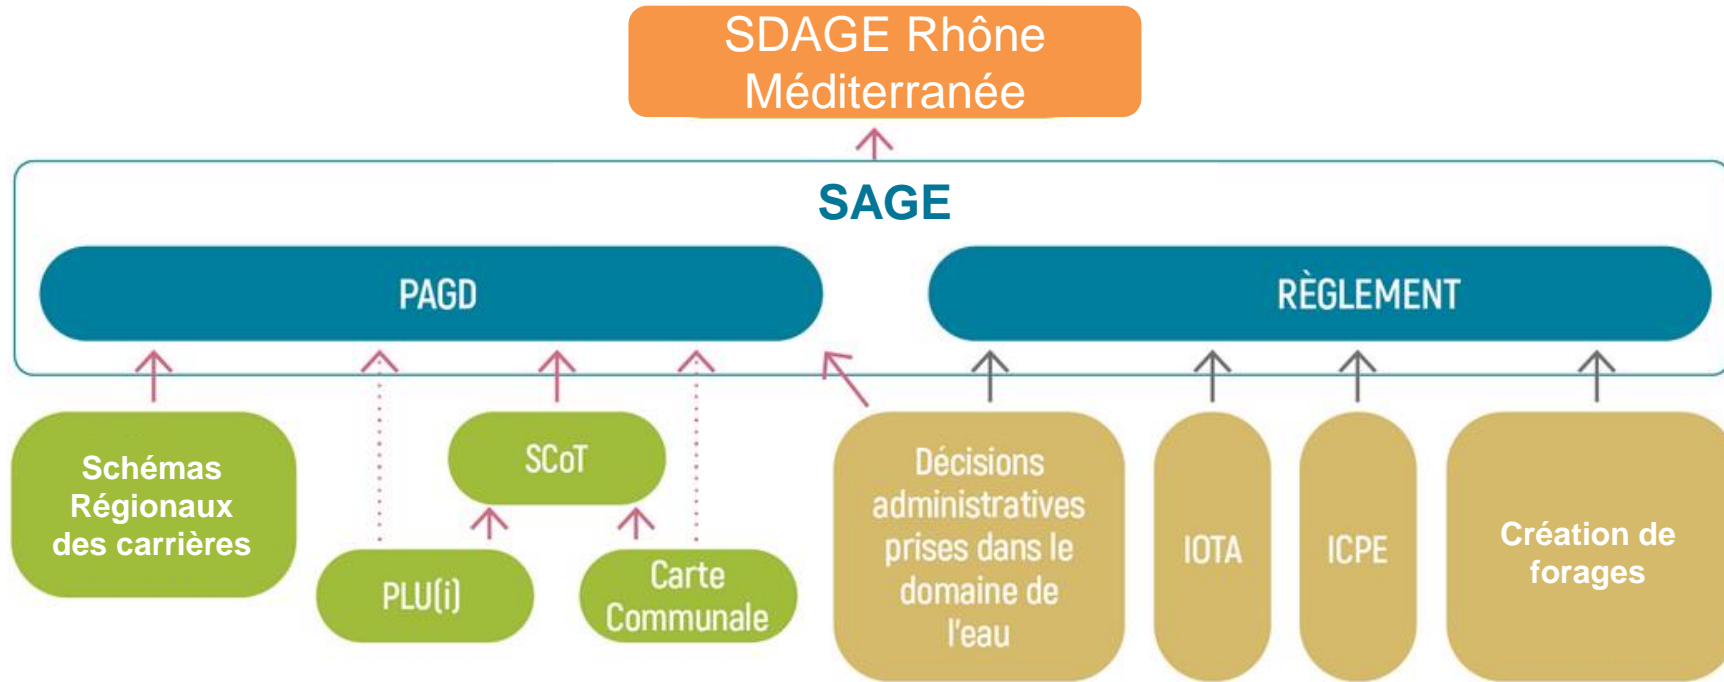 SDAGE Rhône
Méditerranée
SAGE
PAGD
RÈGLEMENT
Schémas
Régionaux
des carrières
SCoT
PLU(i)
Carte
Communale
Décisions
administratives
prises dans le
domaine de
l'eau
IOTA
ICPE
Création de
forages